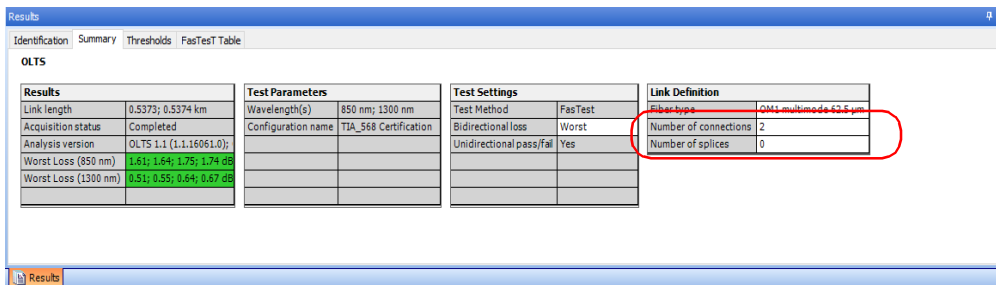 Results
Identification Summary Thresholds FasTesT Table
OLTS
Results
Link length 0.5373; 0.5374 km
Acquisition status Completed
Analysis version OLTS 1.1 (1.1.16061.0);
Worst Loss (850 nm) 1.61; 1.64; 1.75; 1.74 dB
Worst Loss (1300 nm) 0.51; 0.55; 0.64; 0.67 dB
Test Parameters
Wavelength(s) 850 nm; 1300 nm
Configuration name TIA_568 Certification
Test Settings
Test Method FasTest
Bidirectional loss Worst
Unidirectional pass/fail Yes
Link Definition
Fiber type OM1 multimode 62.5 µm
Number of connections 2
Number of splices 0
Results